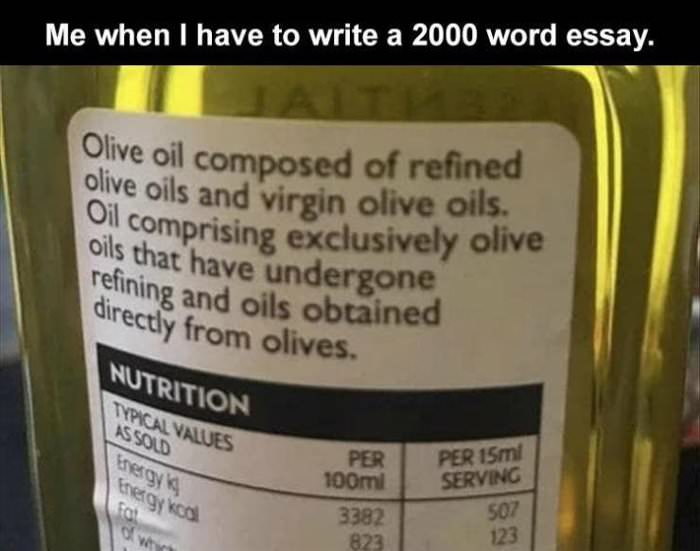 Me when I have to write a 2000 word essay.
Olive oil composed of refined
olive oils and virgin olive oils.
Oil comprising exclusively olive
oils that have undergone
refining and oils obtained
directly from olives.
NUTRITION
TYPICAL VALUES
AS SOLD
PER
100ml
PER 15ml
SERVING
Energy kJ
3382
507
Energy kcal
823
123
Fat
of which